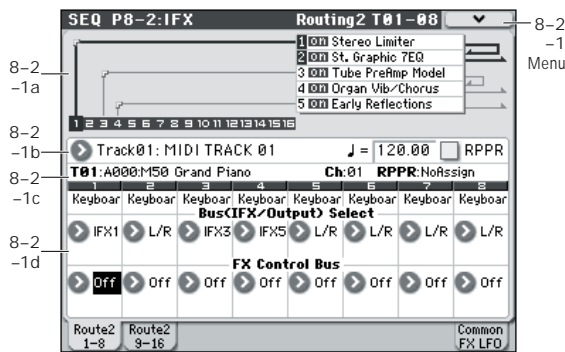 SEQ P8-2:IFX Routing2 T01-08
8-2
-1
Menu
1 on Stereo Limiter
2 on St. Graphic 7EQ
3 on Tube PreAmp Model
4 on Organ Vib/Chorus
5 on Early Reflections
8-2
-1a
1 2 3 4 5 6 7 8 9 10 11 12 13 14 15 16
8-2
-1b
Track01: MIDI TRACK 01 ♩= 120.00 RPPR
8-2
-1c
T01:A000:M50 Grand Piano Ch:01 RPPR:NoAssign
1 2 3 4 5 6 7 8
Keyboar Keyboar Keyboar Keyboar Keyboar Keyboar Keyboar Keyboar
Bus(IFX/Output) Select
8-2
-1d
IFX1 L/R IFX3 IFX5 L/R L/R L/R L/R
FX Control Bus
Off Off Off Off Off Off Off Off
Route2 1-8
Route2 9-16
Common FX LFO